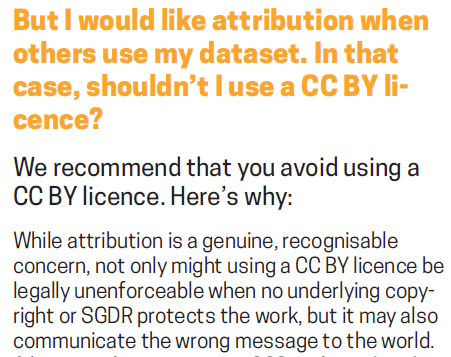 But I would like attribution when
others use my dataset. In that
case, shouldn't I use a CC BY li-
cence?
We recommend that you avoid using a
CC BY licence. Here's why:
While attribution is a genuine, recognisable
concern, not only might using a CC BY licence be
legally unenforceable when no underlying copy-
right or SGDR protects the work, but it may also
communicate the wrong message to the world.